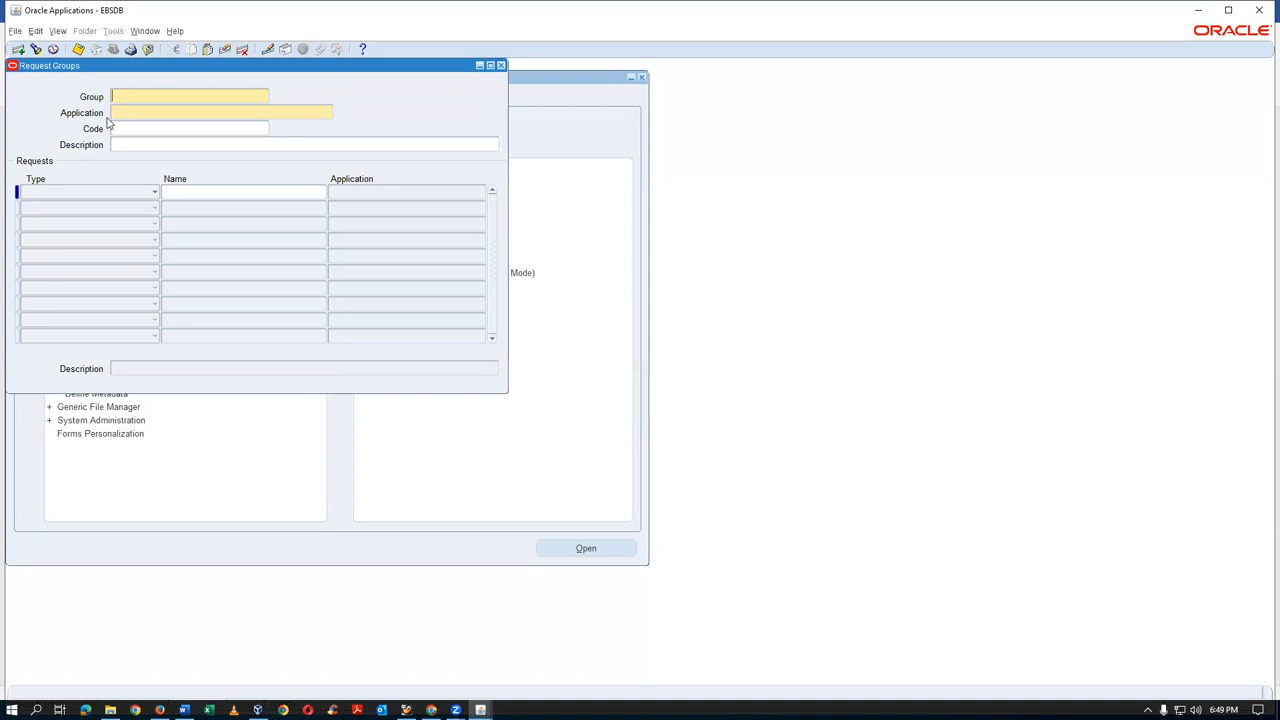 Oracle Applications - EBSDB
File Edit View Folder Tools Window Help
ORACLE
Request Groups
Group
Application
Code
Description
Requests
Type Name Application
Mode)
Description
Generic File Manager
System Administration
Forms Personalization
Open
6:49 PM